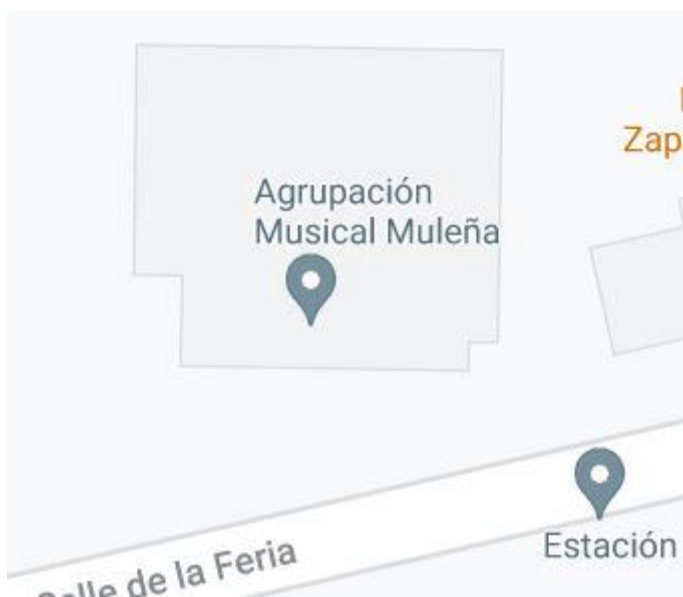 Zap
Agrupación
Musical Muleña
Estación
Calle de la Feria